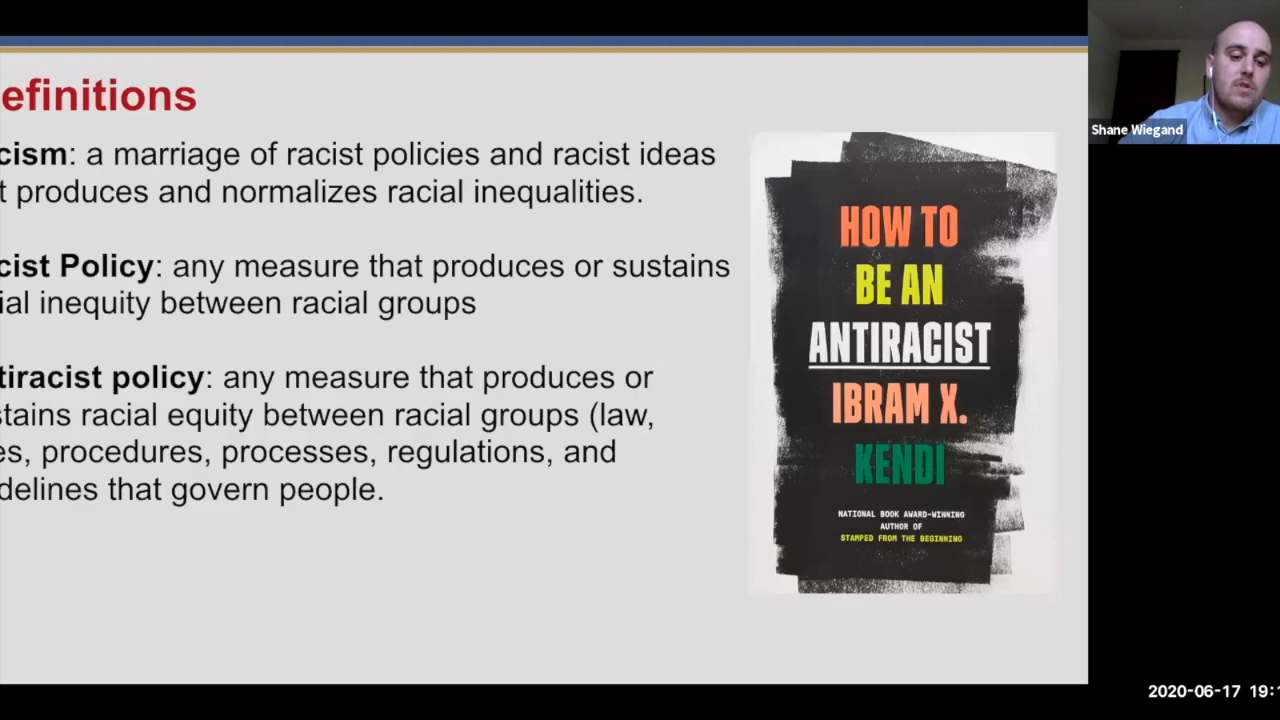 efinitions
cism: a marriage of racist policies and racist ideas
t produces and normalizes racial inequalities.
cist Policy: any measure that produces or sustains
ial inequity between racial groups
tiracist policy: any measure that produces or
stains racial equity between racial groups (law,
es, procedures, processes, regulations, and
delines that govern people.
HOW TO
BE AN
ANTIRACIST
IBRAM X.
KENDI
NATIONAL BOOK AWARD-WINNING
AUTHOR OF
STAMPED FROM THE BEGINNING
Shane Wiegand
2020-06-17 19:1